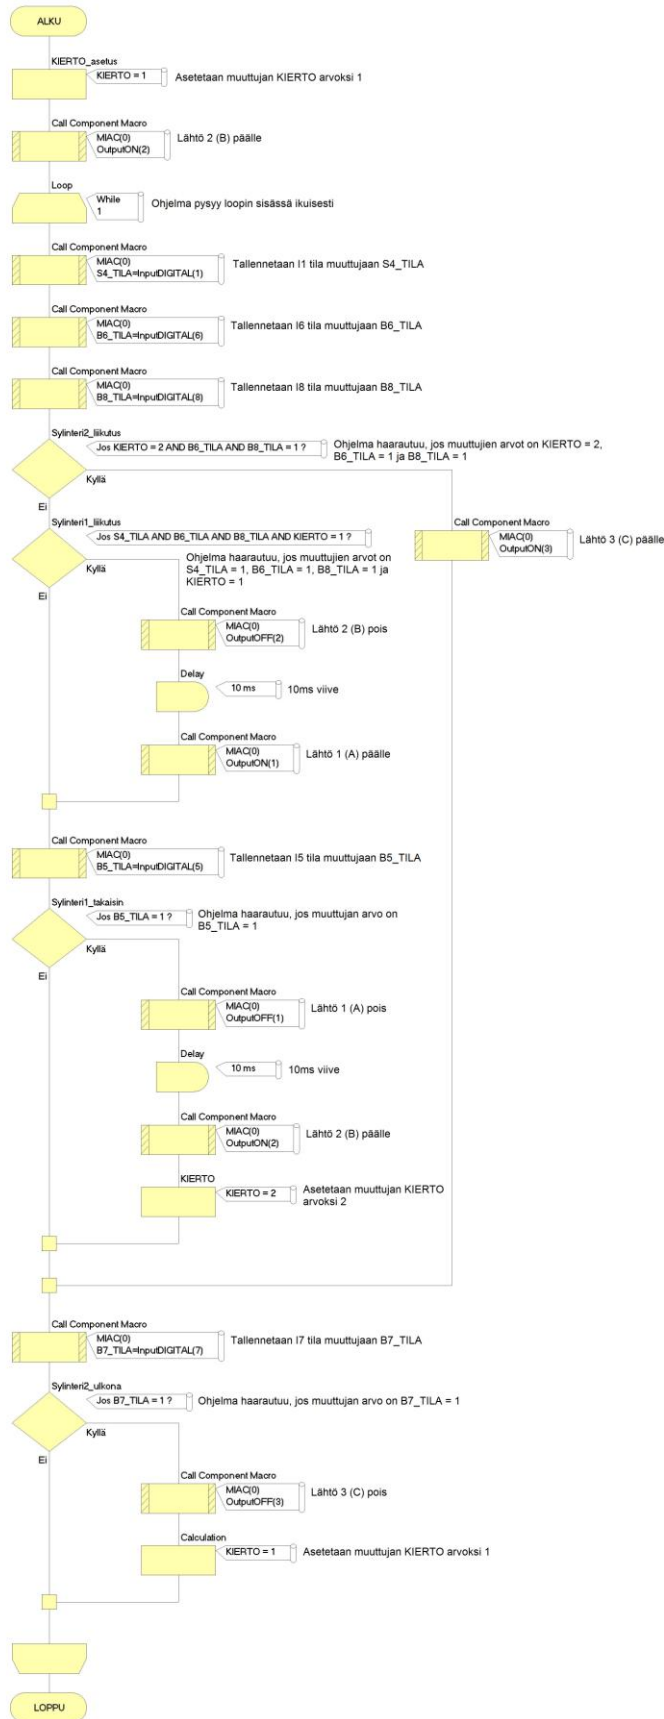 ALKU
KIERTO_asetus
KIERTO = 1
Asetetaan muuttujan KIERTO arvoksi 1
Call Component Macro
MIAC(0)
OutputON(2)
Lähtö 2 (B) päälle
Loop
While
1
Ohjelma pysyy loopin sisässä ikuisesti
Call Component Macro
MIAC(0)
S4_TILA=InputDIGITAL(1)
Tallennetaan I1 tila muuttujaan S4_TILA
Call Component Macro
MIAC(0)
B6_TILA=InputDIGITAL(6)
Tallennetaan I6 tila muuttujaan B6_TILA
Call Component Macro
MIAC(0)
B8_TILA=InputDIGITAL(8)
Tallennetaan I8 tila muuttujaan B8_TILA
Sylinteri2_liikutus
Jos KIERTO = 2 AND B6_TILA AND B8_TILA = 1 ?
Ohjelma haarautuu, jos muuttujien arvot on KIERTO = 2,
B6_TILA = 1 ja B8_TILA = 1
Kyllä
Ei
Sylinteri1_liikutus
Jos S4_TILA AND B6_TILA AND B8_TILA AND KIERTO = 1 ?
Ohjelma haarautuu, jos muuttujien arvot on
S4_TILA = 1, B6_TILA = 1, B8_TILA = 1 ja
KIERTO = 1
Kyllä
Ei
Call Component Macro
MIAC(0)
OutputON(3)
Lähtö 3 (C) päälle
Call Component Macro
MIAC(0)
OutputOFF(2)
Lähtö 2 (B) pois
Delay
10 ms
10ms viive
Call Component Macro
MIAC(0)
OutputON(1)
Lähtö 1 (A) päälle
Call Component Macro
MIAC(0)
B5_TILA=InputDIGITAL(5)
Tallennetaan I5 tila muuttujaan B5_TILA
Sylinteri1_takaisin
Jos B5_TILA = 1 ?
Ohjelma haarautuu, jos muuttujan arvo on
B5_TILA = 1
Kyllä
Ei
Call Component Macro
MIAC(0)
OutputOFF(1)
Lähtö 1 (A) pois
Delay
10 ms
10ms viive
Call Component Macro
MIAC(0)
OutputON(2)
Lähtö 2 (B) päälle
KIERTO
KIERTO = 2
Asetetaan muuttujan KIERTO
arvoksi 2
Call Component Macro
MIAC(0)
B7_TILA=InputDIGITAL(7)
Tallennetaan I7 tila muuttujaan B7_TILA
Sylinteri2_ulkona
Jos B7_TILA = 1 ?
Ohjelma haarautuu, jos muuttujan arvo on B7_TILA = 1
Kyllä
Ei
Call Component Macro
MIAC(0)
OutputOFF(3)
Lähtö 3 (C) pois
Calculation
KIERTO = 1
Asetetaan muuttujan KIERTO arvoksi 1
LOPPU